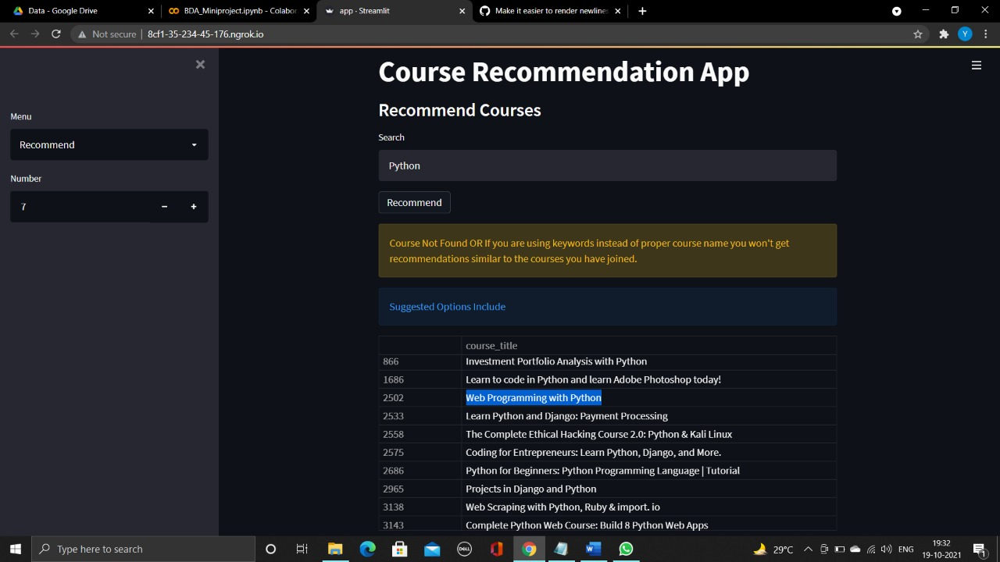 Data - Google Drive
BDA_Miniproject.ipynb - Colabor
app · Streamlit
Make it easier to render newlines
Not secure
8cf1-35-234-45-176.ngrok.io
Y
Menu
Recommend
Number
7
Course Recommendation App
Recommend Courses
Search
Python
Recommend
Course Not Found OR If you are using keywords instead of proper course name you won't get
recommendations similar to the courses you have joined.
Suggested Options Include
course_title
866 Investment Portfolio Analysis with Python
1686 Learn to code in Python and learn Adobe Photoshop today!
2502 Web Programming with Python
2533 Learn Python and Django: Payment Processing
2558 The Complete Ethical Hacking Course 2.0: Python & Kali Linux
2575 Coding for Entrepreneurs: Learn Python, Django, and More.
2686 Python for Beginners: Python Programming Language | Tutorial
2965 Projects in Django and Python
3138 Web Scraping with Python, Ruby & import. io
3143 Complete Python Web Course: Build 8 Python Web Apps
Type here to search
DELL
29°C
ENG
19:32
19-10-2021
1